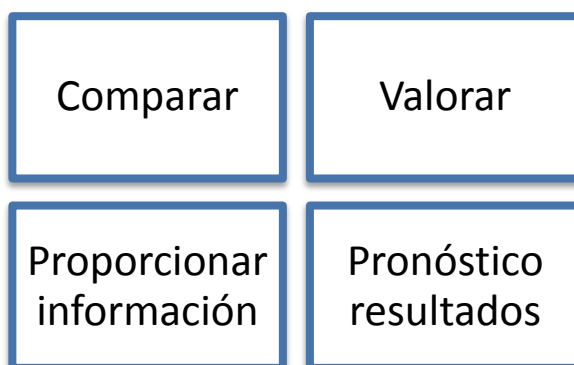 Comparar
Valorar
Proporcionar
información
Pronóstico
resultados